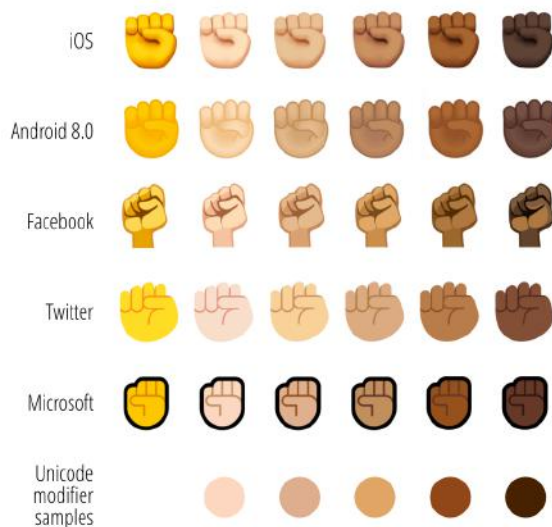 iOS
Android 8.0
Facebook
Twitter
Microsoft
Unicode
modifier
samples